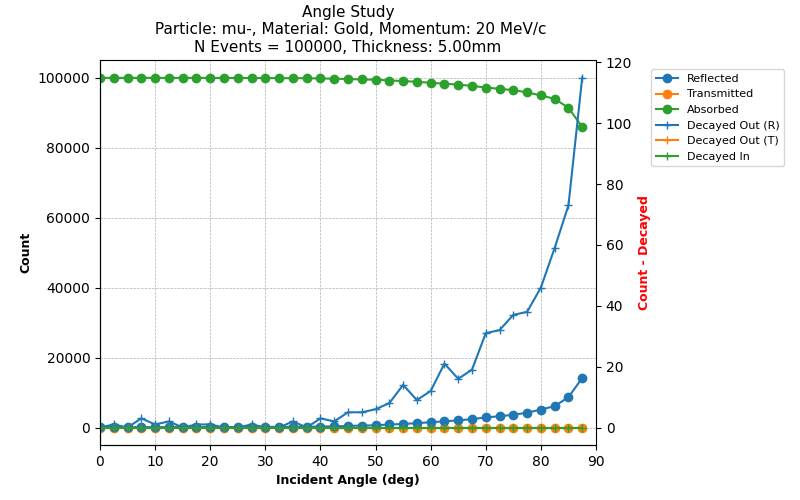 Angle Study
Particle: mu-, Material: Gold, Momentum: 20 MeV/c
N Events = 100000, Thickness: 5.00mm
100000
80000
60000
40000
20000
0
Count
0 10 20 30 40 50 60 70 80 90
Incident Angle (deg)
120
100
80
60
40
20
0
Count - Decayed
Reflected
Transmitted
Absorbed
Decayed Out (R)
Decayed Out (T)
Decayed In